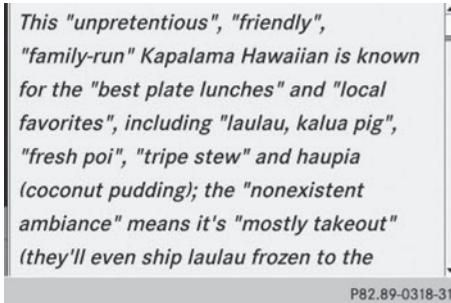 This "unpretentious", "friendly",
"family-run" Kapalama Hawaiian is known
for the "best plate lunches" and "local
favorites", including "laulau, kalua pig",
"fresh poi", "tripe stew" and haupia
(coconut pudding); the "nonexistent
ambiance" means it's "mostly takeout"
(they'll even ship laulau frozen to the
P82.89-0318-31